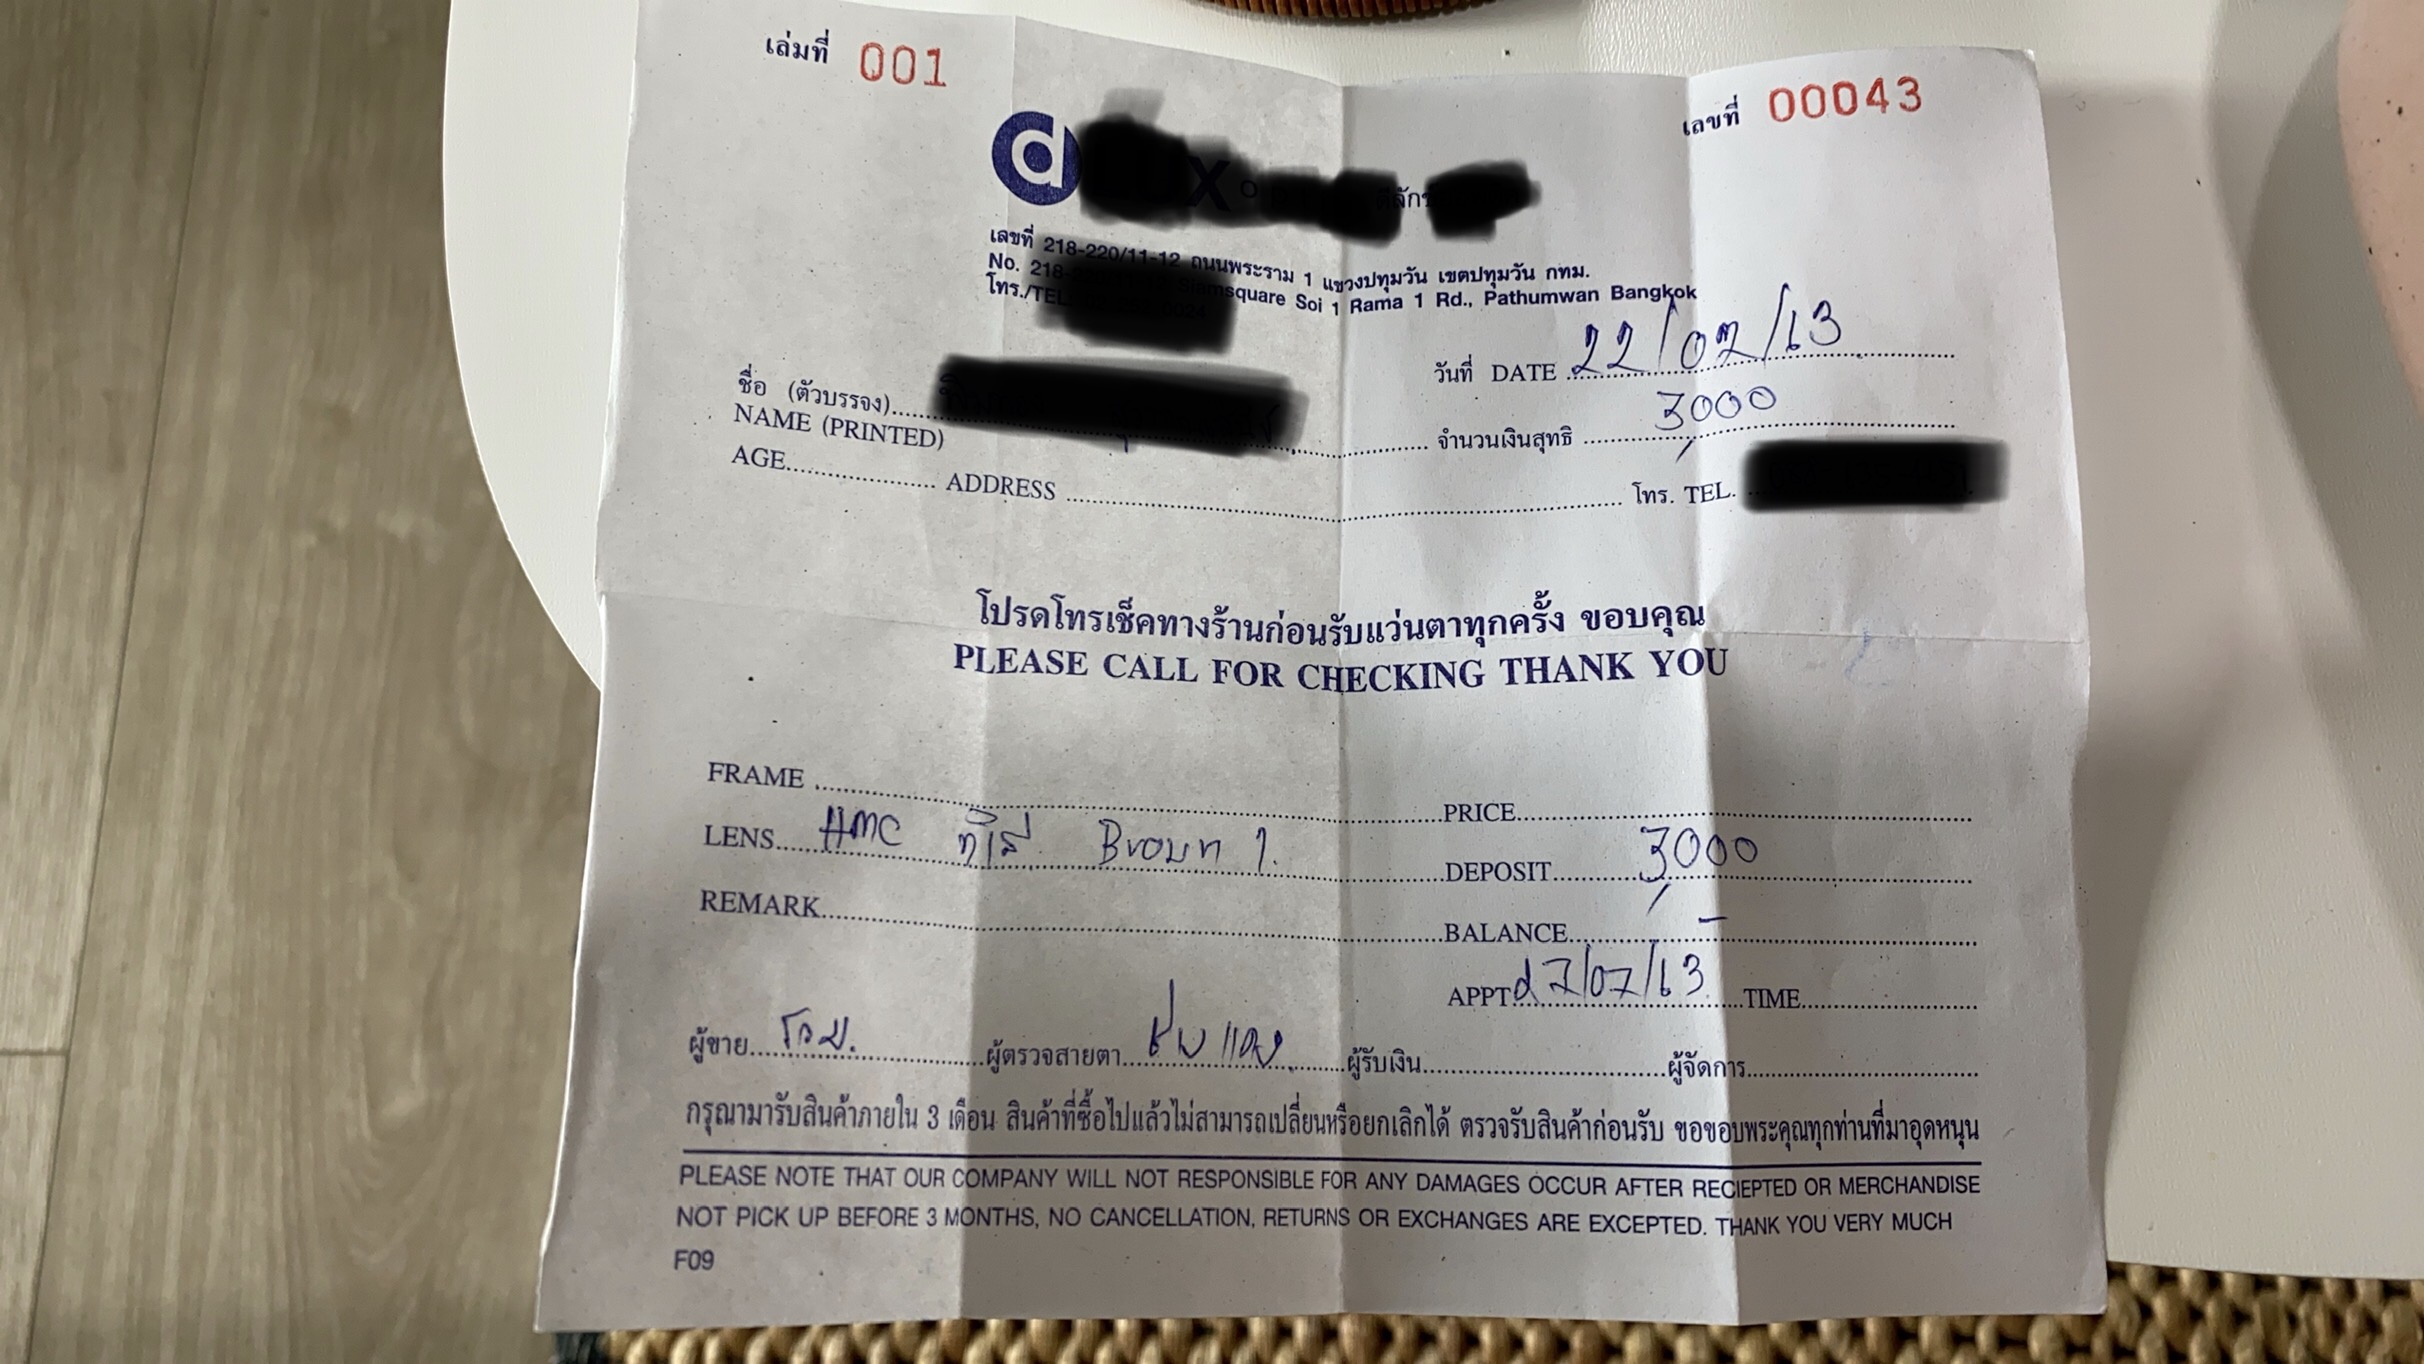 เล่มที่ 001
เลขที่ 00043
d
เลขที่ 218-220/11-12 ถนนพระราม 1 แขวงปทุมวัน เขตปทุมวัน กทม.
No. 218- Siamsquare Soi 1 Rama 1 Rd., Pathumwan Bangkok
โทร./TEL
วันที่ DATE 22/02/63
ชื่อ (ตัวบรรจง)
NAME (PRINTED)
จำนวนเงินสุทธิ 3000
AGE ADDRESS โทร. TEL.
โปรดโทรเช็คทางร้านก่อนรับแว่นตาทุกครั้ง ขอบคุณ
PLEASE CALL FOR CHECKING THANK YOU
FRAME PRICE
LENS HMC Brown DEPOSIT 3000
REMARK BALANCE -
APPT TIME
ผู้ขาย ผู้ตรวจสายตา ผู้รับเงิน ผู้จัดการ
กรุณามารับสินค้าภายใน 3 เดือน สินค้าที่ซื้อไปแล้วไม่สามารถเปลี่ยนหรือยกเลิกได้ ตรวจรับสินค้าก่อนรับ ขอขอบพระคุณทุกท่านที่มาอุดหนุน
PLEASE NOTE THAT OUR COMPANY WILL NOT RESPONSIBLE FOR ANY DAMAGES OCCUR AFTER RECIEPTED OR MERCHANDISE
NOT PICK UP BEFORE 3 MONTHS, NO CANCELLATION, RETURNS OR EXCHANGES ARE EXCEPTED. THANK YOU VERY MUCH
F09